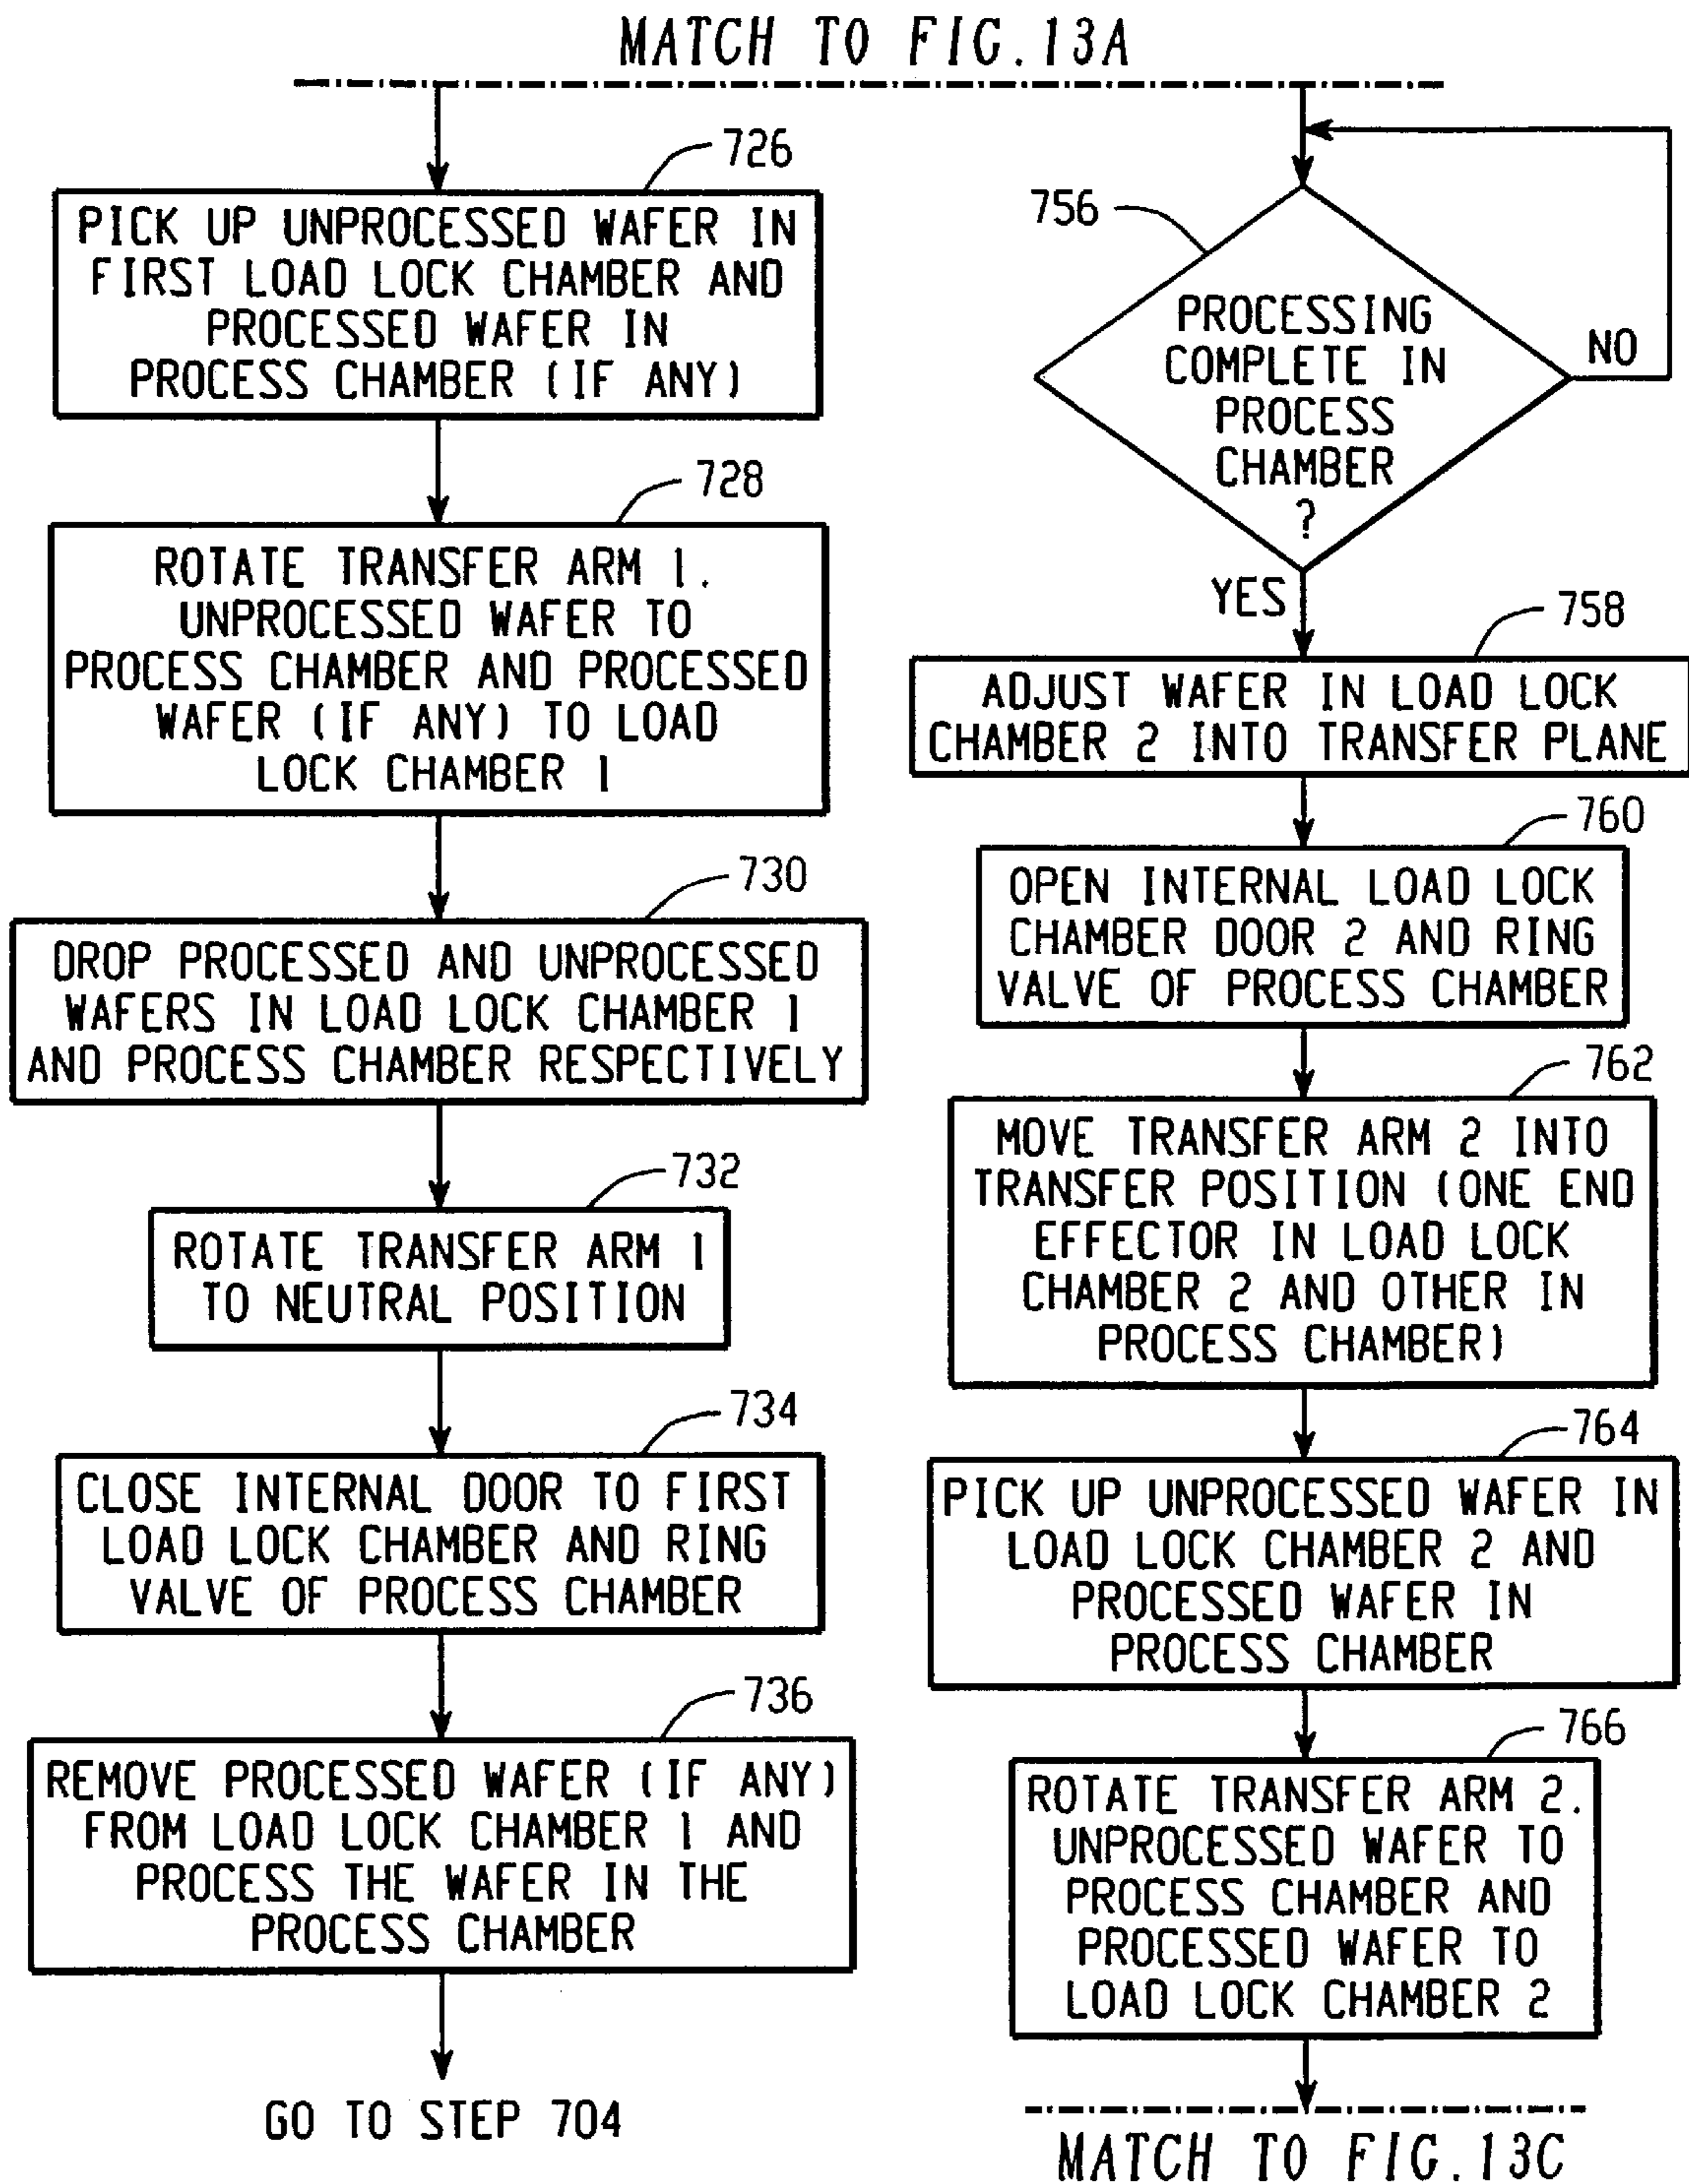 MATCH TO FIG.13A
726
PICK UP UNPROCESSED WAFER IN
FIRST LOAD LOCK CHAMBER AND
PROCESSED WAFER IN
PROCESS CHAMBER (IF ANY)
728
ROTATE TRANSFER ARM 1.
UNPROCESSED WAFER TO
PROCESS CHAMBER AND PROCESSED
WAFER (IF ANY) TO LOAD
LOCK CHAMBER 1
730
DROP PROCESSED AND UNPROCESSED
WAFERS IN LOAD LOCK CHAMBER 1
AND PROCESS CHAMBER RESPECTIVELY
732
ROTATE TRANSFER ARM 1
TO NEUTRAL POSITION
734
CLOSE INTERNAL DOOR TO FIRST
LOAD LOCK CHAMBER AND RING
VALVE OF PROCESS CHAMBER
736
REMOVE PROCESSED WAFER (IF ANY)
FROM LOAD LOCK CHAMBER 1 AND
PROCESS THE WAFER IN THE
PROCESS CHAMBER
GO TO STEP 704
756
PROCESSING
COMPLETE IN
PROCESS
CHAMBER
?
NO
YES
758
ADJUST WAFER IN LOAD LOCK
CHAMBER 2 INTO TRANSFER PLANE
760
OPEN INTERNAL LOAD LOCK
CHAMBER DOOR 2 AND RING
VALVE OF PROCESS CHAMBER
762
MOVE TRANSFER ARM 2 INTO
TRANSFER POSITION (ONE END
EFFECTOR IN LOAD LOCK
CHAMBER 2 AND OTHER IN
PROCESS CHAMBER)
764
PICK UP UNPROCESSED WAFER IN
LOAD LOCK CHAMBER 2 AND
PROCESSED WAFER IN
PROCESS CHAMBER
766
ROTATE TRANSFER ARM 2.
UNPROCESSED WAFER TO
PROCESS CHAMBER AND
PROCESSED WAFER TO
LOAD LOCK CHAMBER 2
MATCH TO FIG.13C